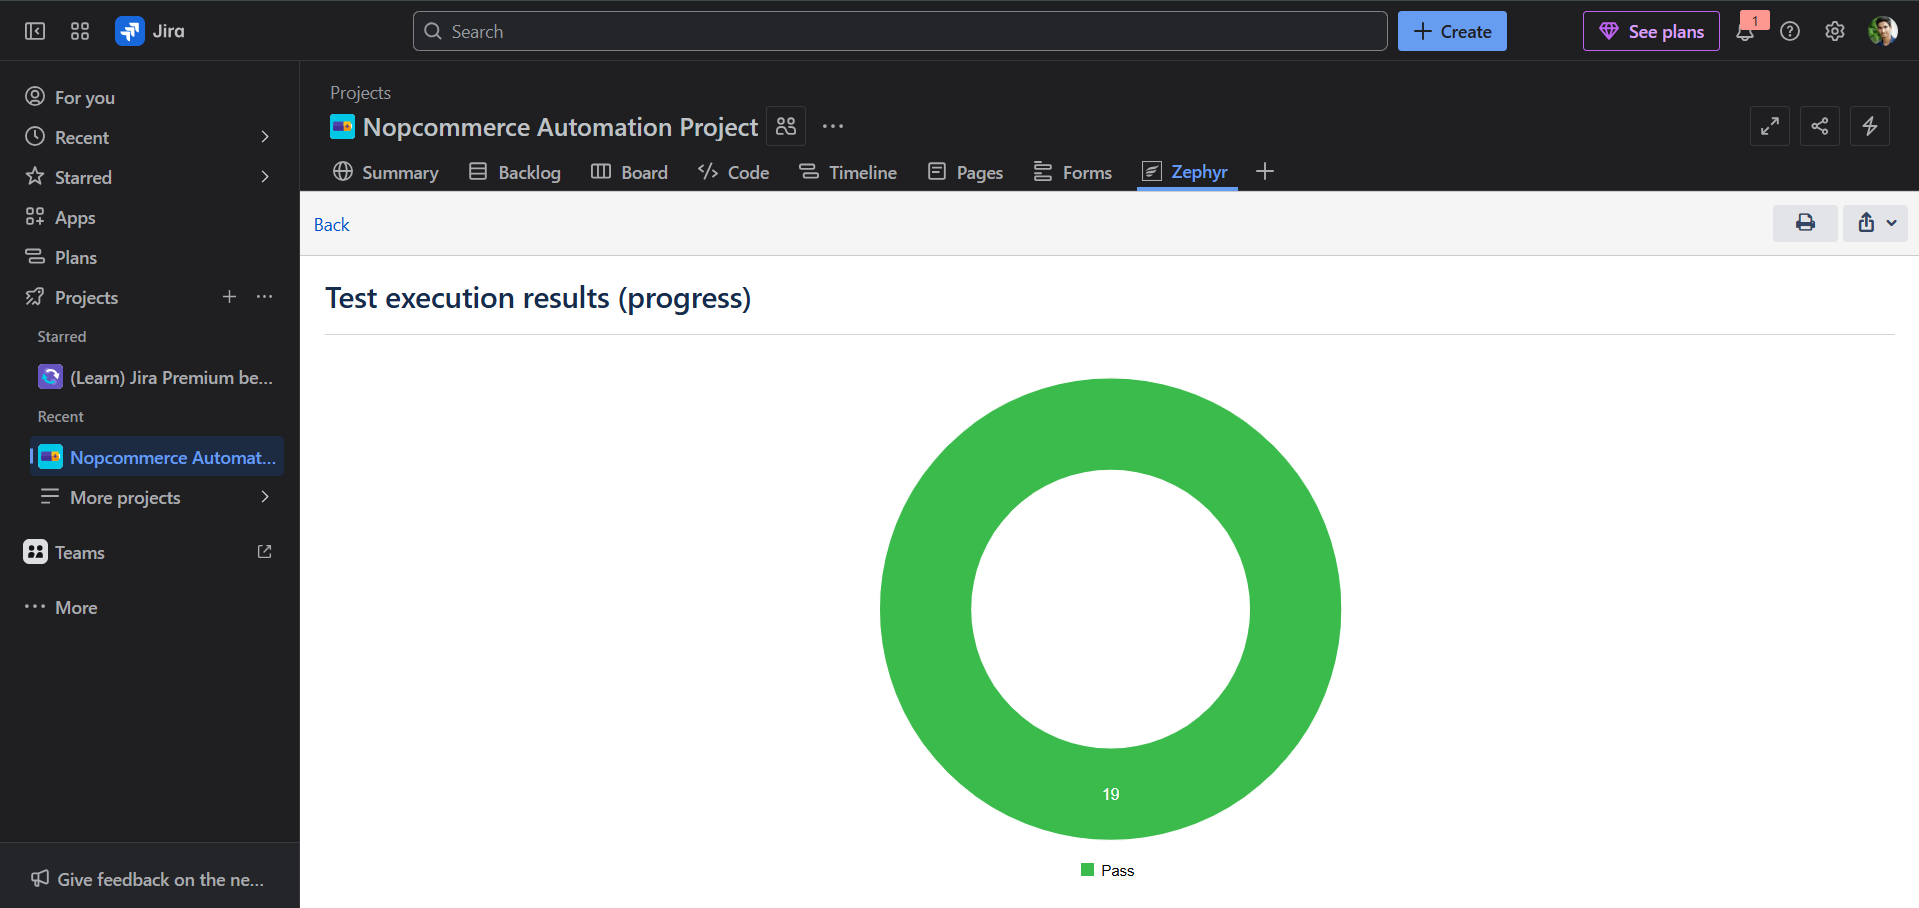 Jira
Search
Create
See plans
1
For you
Recent
Starred
Apps
Plans
Projects
Starred
(Learn) Jira Premium be...
Recent
Nopcommerce Automat...
More projects
Teams
More
Give feedback on the ne...
Projects
Nopcommerce Automation Project
Summary Backlog Board Code Timeline Pages Forms Zephyr
Back
Test execution results (progress)
19
Pass